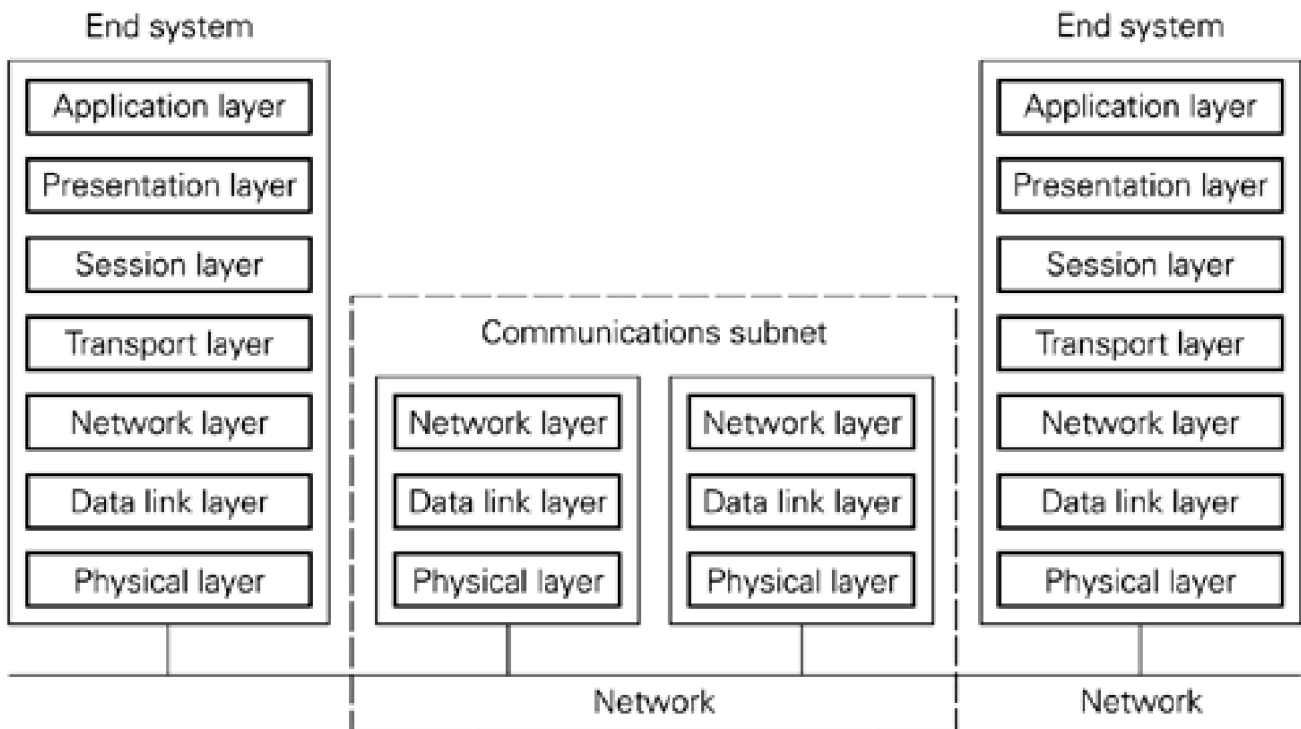 End system
Application layer
Presentation layer
Session layer
Transport layer
Network layer
Data link layer
Physical layer
Communications subnet
Network layer
Data link layer
Physical layer
Network layer
Data link layer
Physical layer
Network
End system
Application layer
Presentation layer
Session layer
Transport layer
Network layer
Data link layer
Physical layer
Network